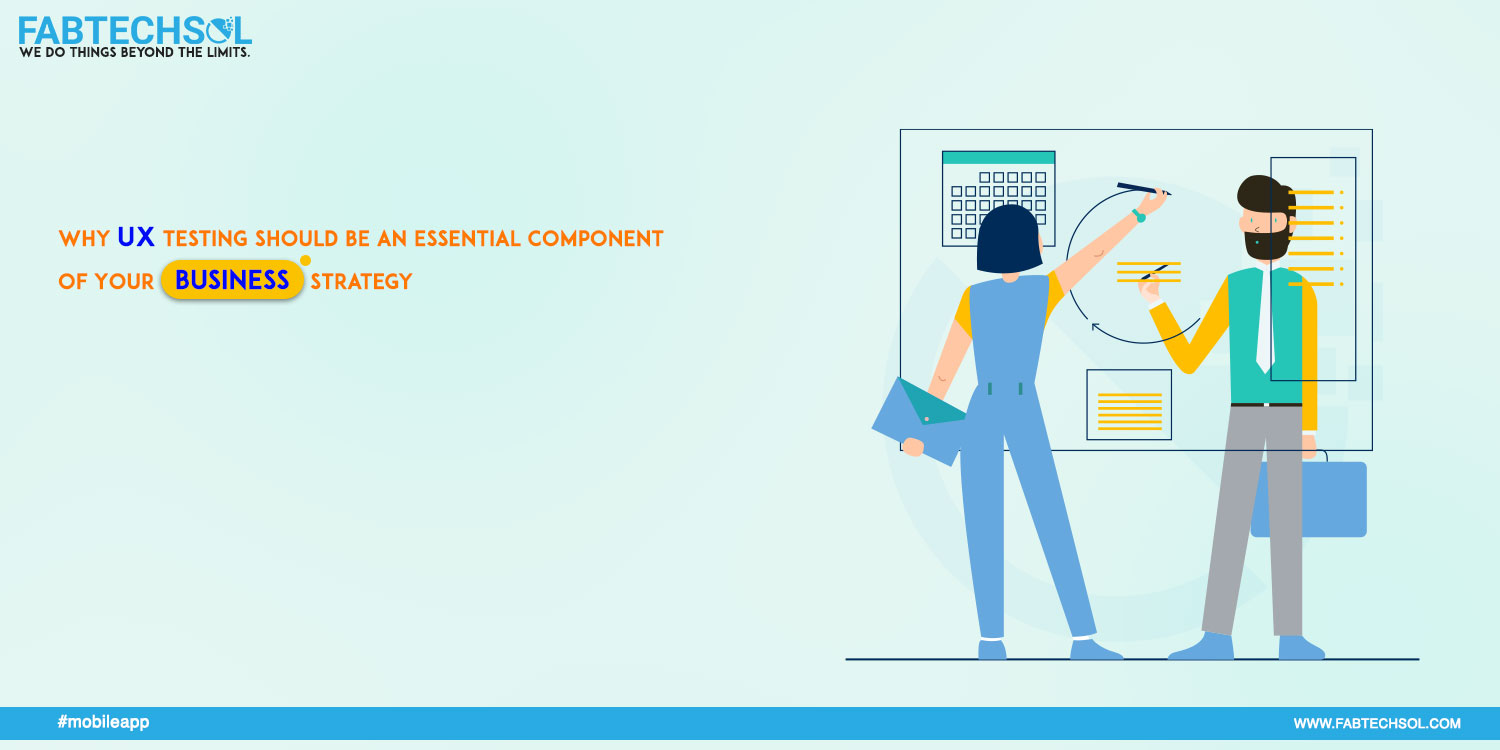 FABTECHSOL
WE DO THINGS BEYOND THE LIMITS.
WHY UX TESTING SHOULD BE AN ESSENTIAL COMPONENT
OF YOUR BUSINESS STRATEGY
#mobileapp
WWW.FABTECHSOL.COM